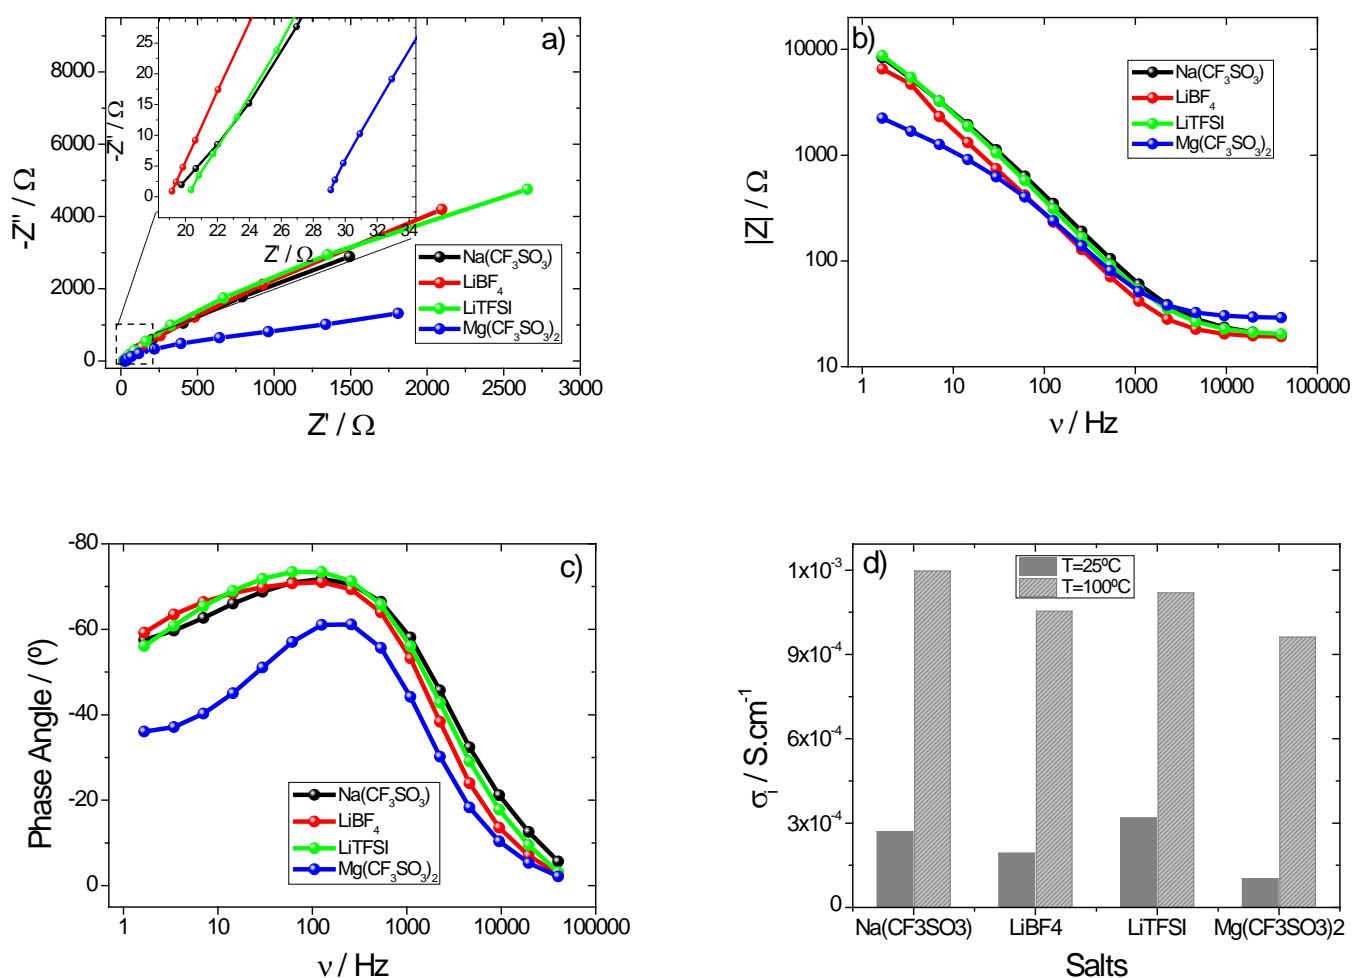 a)
-Z'' / Ω
9000
6000
4000
2000
0
0
500
1000
1500
2000
2500
3000
Z' / Ω
-Z'' / Ω
25
20
15
10
5
0
20
22
24
26
28
30
32
34
Z' / Ω
Na(CF3SO3)
LiBF4
LiTFSI
Mg(CF3SO3)2
b)
|Z| / Ω
10000
1000
100
10
1
10
100
1000
10000
100000
ν / Hz
Na(CF3SO3)
LiBF4
LiTFSI
Mg(CF3SO3)2
c)
Phase Angle / (º)
-80
-60
-40
-20
0
1
10
100
1000
10000
100000
ν / Hz
Na(CF3SO3)
LiBF4
LiTFSI
Mg(CF3SO3)2
d)
σi / S.cm-1
1x10-3
9x10-4
6x10-4
3x10-4
0
T=25ºC
T=100ºC
Na(CF3SO3)
LiBF4
LiTFSI
Mg(CF3SO3)2
Salts